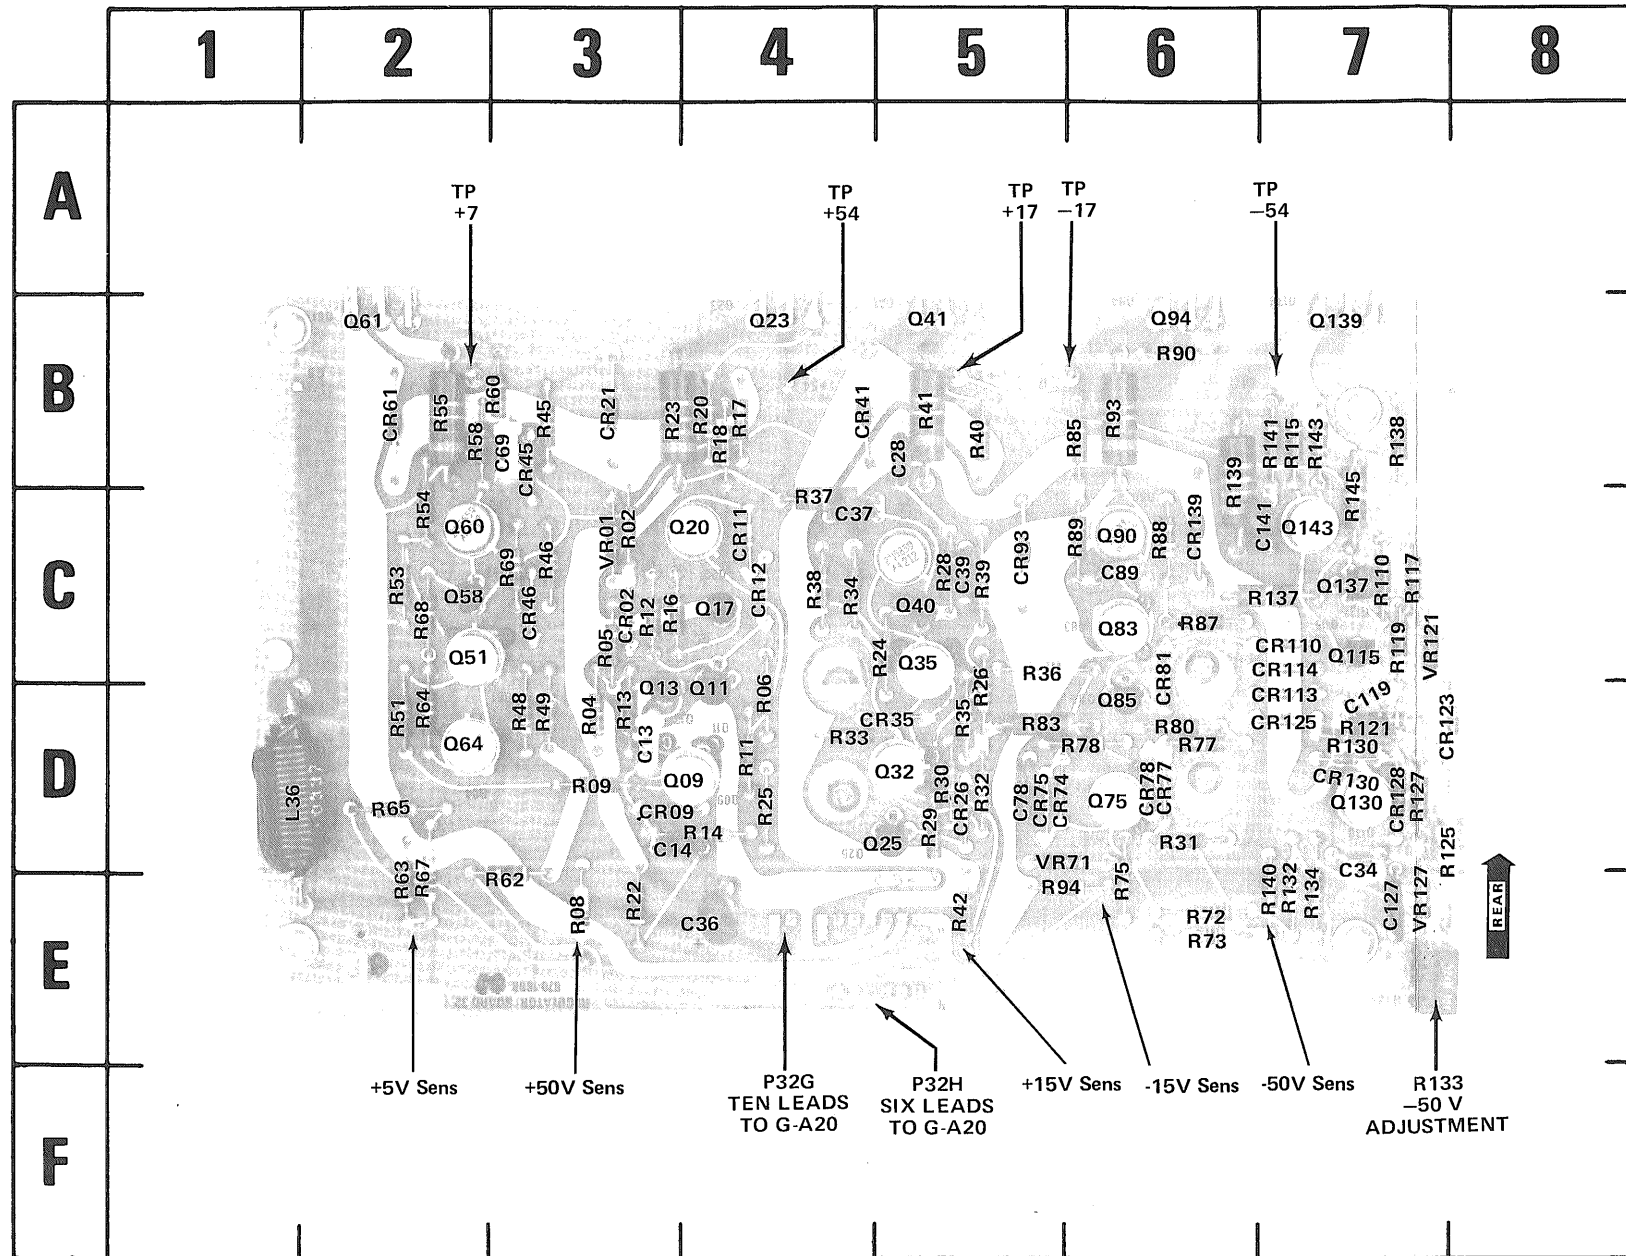 1 2 3 4 5 6 7 8
A
TP
+7
TP
+54
TP
+17
TP
−17
TP
−54
B
Q61
Q23
Q41
Q94
Q139
R90
CR61
R55
R60
R58
C69
CR45
R45
CR21
R23
R20
R18
R17
CR41
C28
R41
R40
R85
R93
R139
R141
R115
R143
R145
R138
C
R54
Q60
R69
R46
VR01
R02
Q20
CR11
R37
C37
R28
C39
R39
CR93
R89
Q90
R88
CR139
C141
Q143
R53
Q58
R68
CR46
CR02
R12
R16
Q17
CR12
R38
R34
Q40
C89
Q83
R87
R137
Q137
R110
R117
Q51
R05
R24
Q35
R36
CR81
CR110
CR114
Q115
R119
VR121
D
R51
R64
R48
R49
R04
R13
Q13
Q11
R06
R26
Q85
CR113
C119
Q64
C13
R11
CR35
R33
R35
R83
R78
R80
R77
CR125
R121
R130
CR123
L36
R65
R09
Q09
CR09
R14
C14
R25
Q32
R30
CR26
R32
C78
CR75
CR74
Q75
CR78
CR77
CR130
Q130
CR128
R127
Q25
R29
R31
R125
E
R63
R67
R62
R08
R22
C36
R42
VR71
R94
R75
R72
R73
R140
R132
R134
C34
C127
VR127
REAR
F
+5V Sens
+50V Sens
P32G
TEN LEADS
TO G-A20
P32H
SIX LEADS
TO G-A20
+15V Sens
-15V Sens
-50V Sens
R133
−50 V
ADJUSTMENT